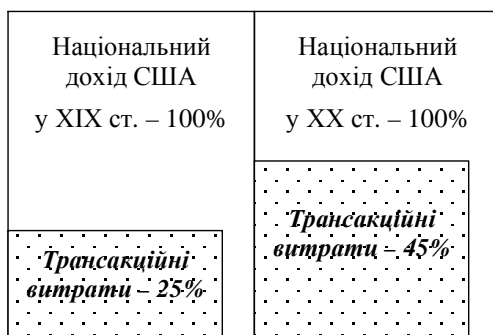 Національний
дохід США
у XIX ст. – 100%
Трансакційні
витрати – 25%
Національний
дохід США
у XX ст. – 100%
Трансакційні
витрати – 45%